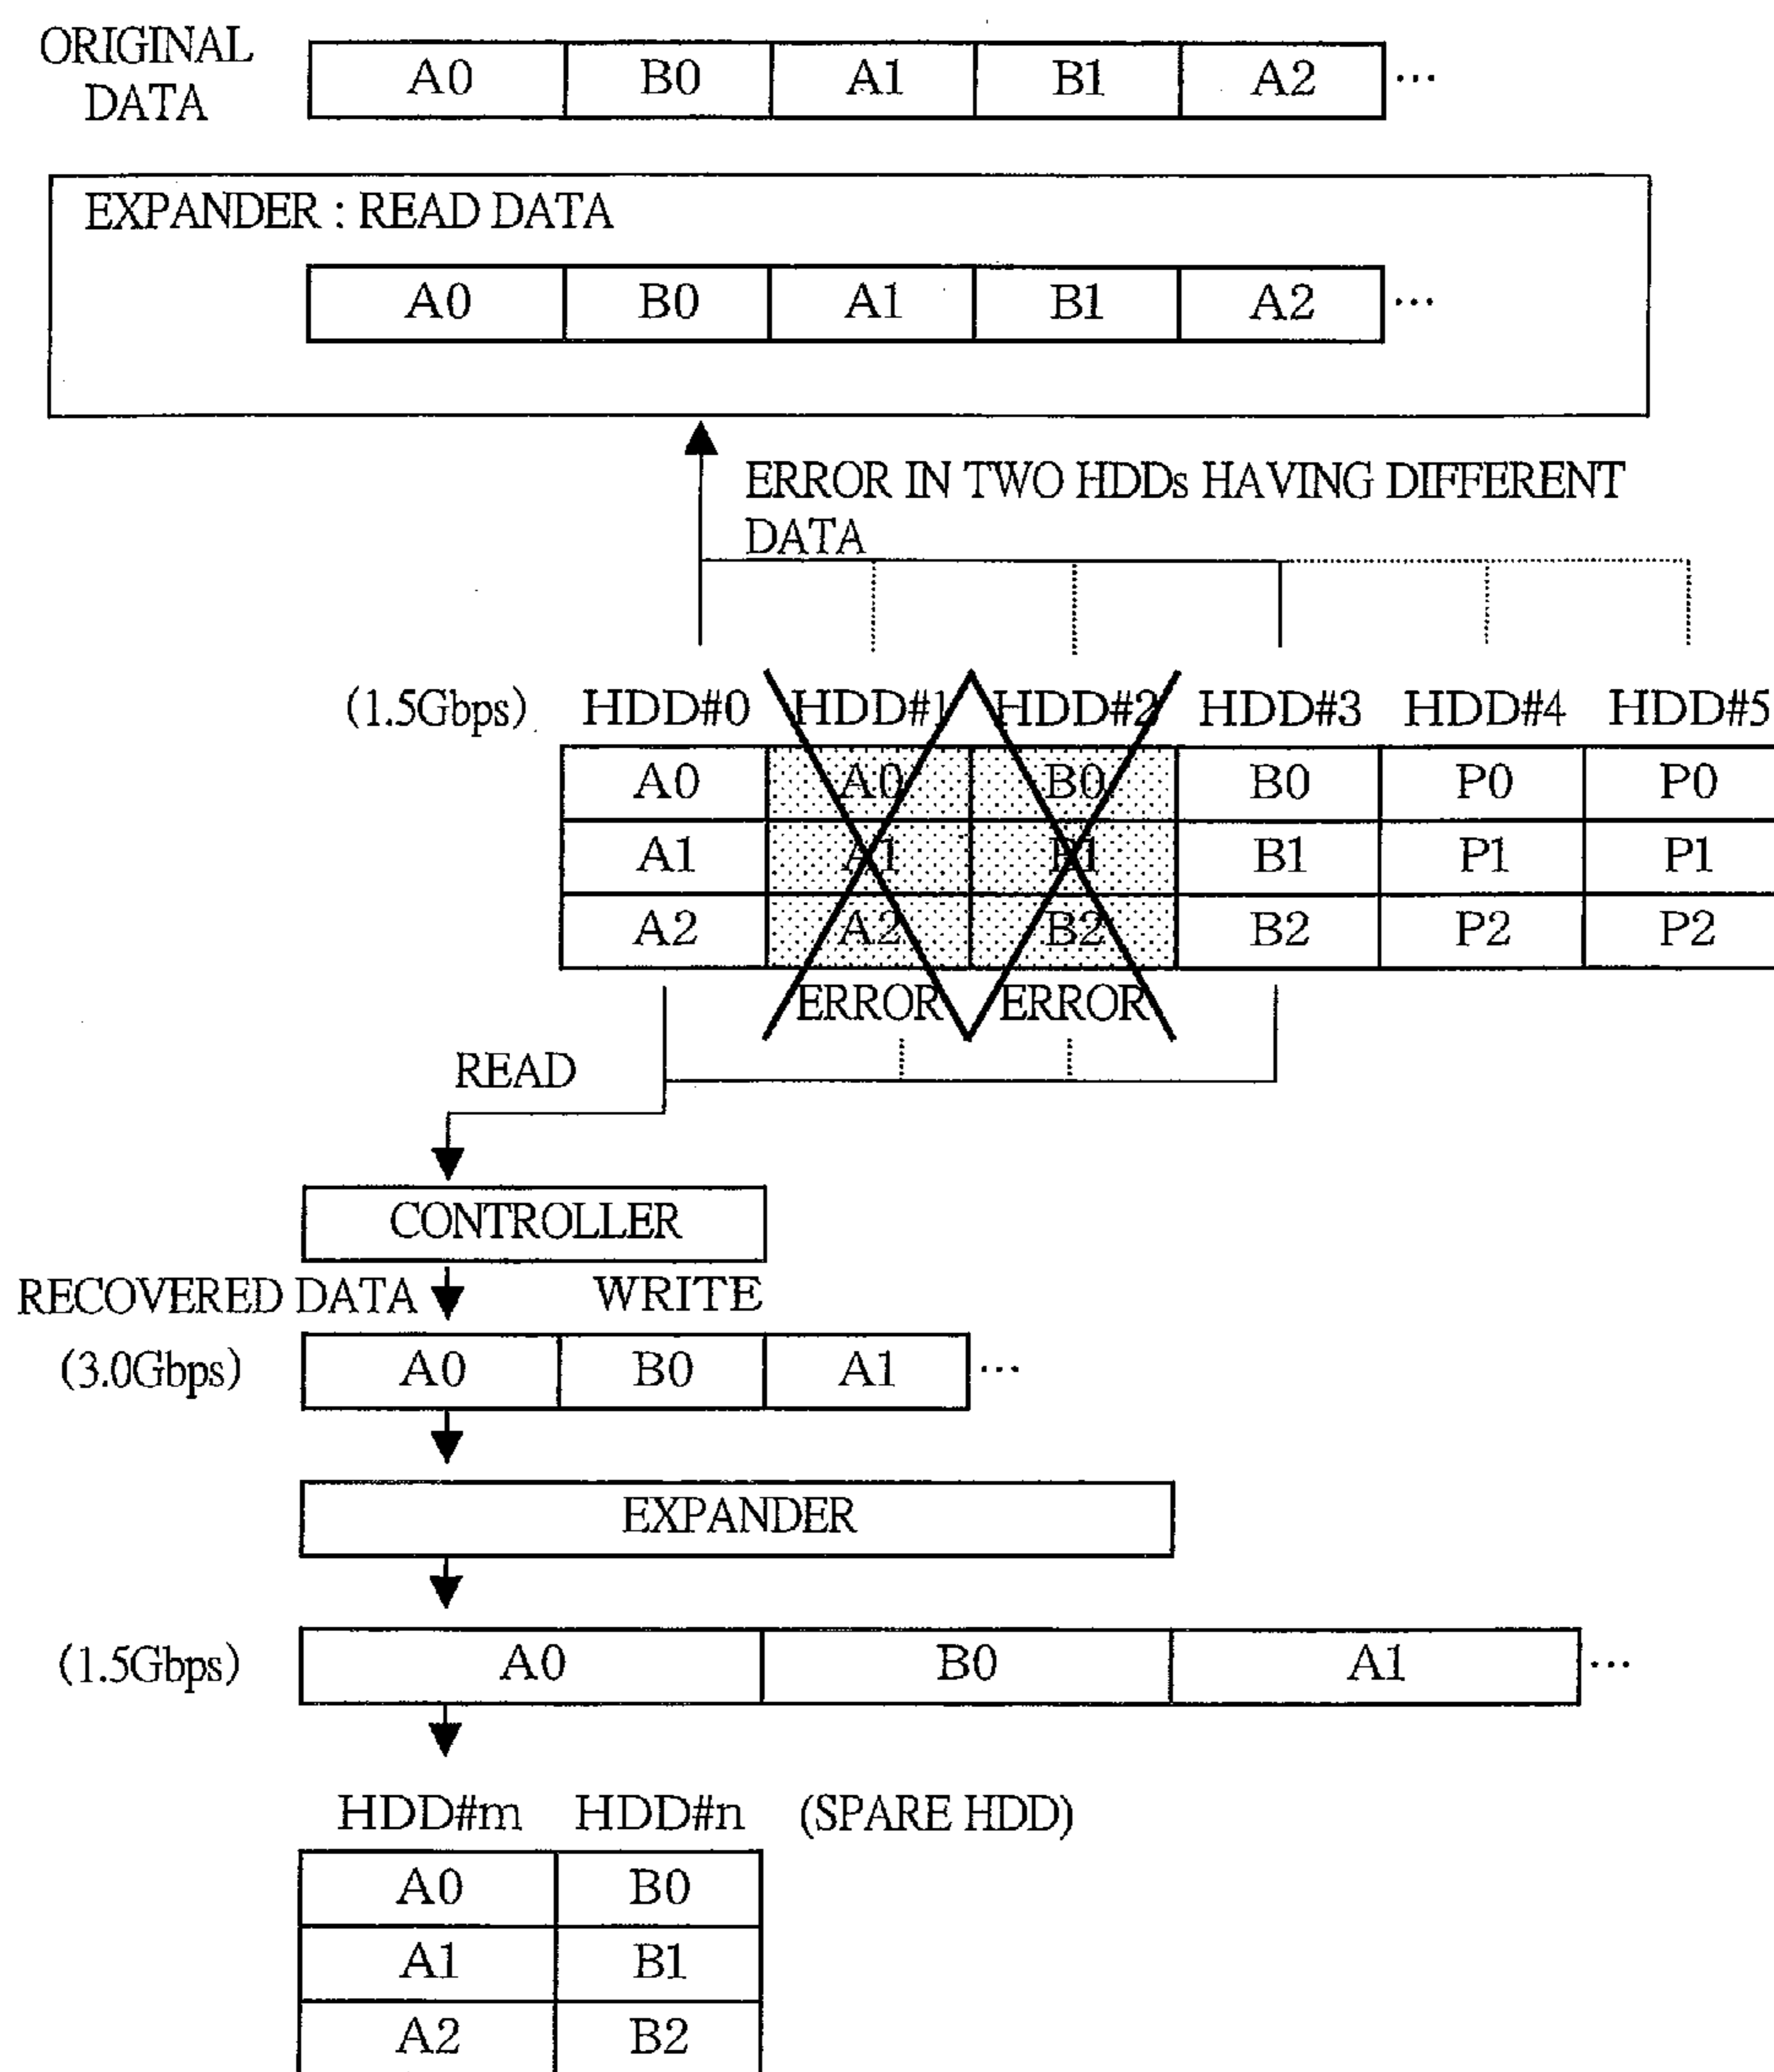 ORIGINAL
DATA
A0 B0 A1 B1 A2 ...
EXPANDER : READ DATA
A0 B0 A1 B1 A2 ...
ERROR IN TWO HDDs HAVING DIFFERENT
DATA
(1.5Gbps) HDD#0 HDD#1 HDD#2 HDD#3 HDD#4 HDD#5
A0 A0 B0 B0 P0 P0
A1 A1 B1 B1 P1 P1
A2 A2 B2 B2 P2 P2
ERROR ERROR
READ
CONTROLLER
RECOVERED DATA WRITE
(3.0Gbps) A0 B0 A1 ...
EXPANDER
(1.5Gbps) A0 B0 A1 ...
HDD#m HDD#n (SPARE HDD)
A0 B0
A1 B1
A2 B2